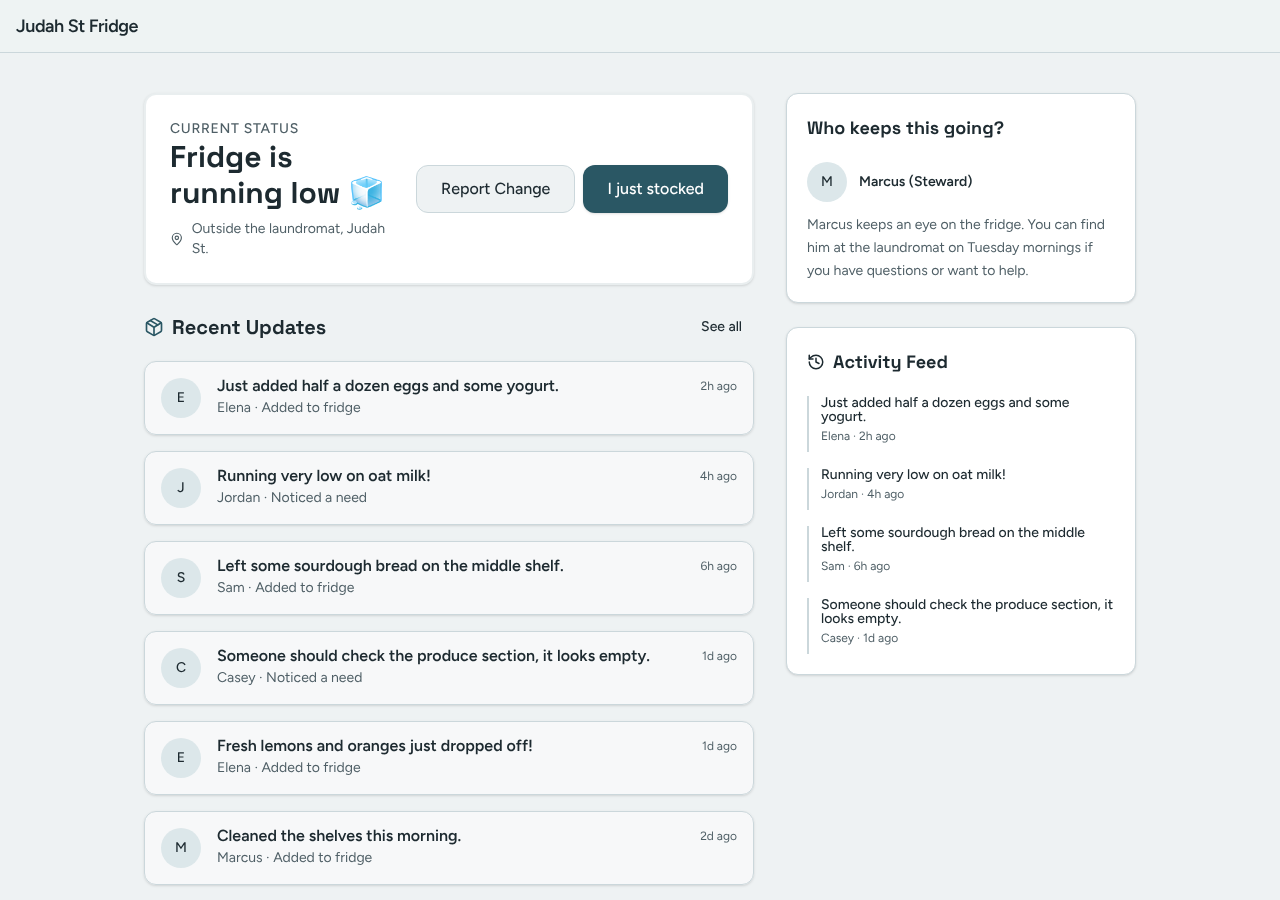 Judah St Fridge
CURRENT STATUS
Fridge is
running low 🧊
Outside the laundromat, Judah
St.
Report Change
I just stocked
Recent Updates
See all
E
Just added half a dozen eggs and some yogurt.
2h ago
Elena · Added to fridge
J
Running very low on oat milk!
4h ago
Jordan · Noticed a need
S
Left some sourdough bread on the middle shelf.
6h ago
Sam · Added to fridge
C
Someone should check the produce section, it looks empty.
1d ago
Casey · Noticed a need
E
Fresh lemons and oranges just dropped off!
1d ago
Elena · Added to fridge
M
Cleaned the shelves this morning.
2d ago
Marcus · Added to fridge
Who keeps this going?
M
Marcus (Steward)
Marcus keeps an eye on the fridge. You can find
him at the laundromat on Tuesday mornings if
you have questions or want to help.
Activity Feed
Just added half a dozen eggs and some
yogurt.
Elena · 2h ago
Running very low on oat milk!
Jordan · 4h ago
Left some sourdough bread on the middle
shelf.
Sam · 6h ago
Someone should check the produce section, it
looks empty.
Casey · 1d ago